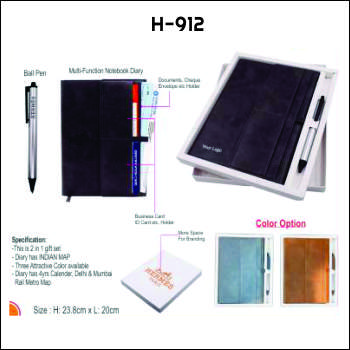 H-912
Ball Pen
Multi-Function Notebook Diary
Documents, Cheque
Envelope etc Holder
Your Logo
Business Card
ID Card etc. Holder
More Space
For Branding
Color Option
Specification:
-This is 2 in 1 gift set
- Diary has INDIAN MAP
- Three Attractive Color available
- Diary has 4yrs Calender, Delhi & Mumbai
Rail Metro Map
HERMES
Size : H: 23.8cm x L: 20cm